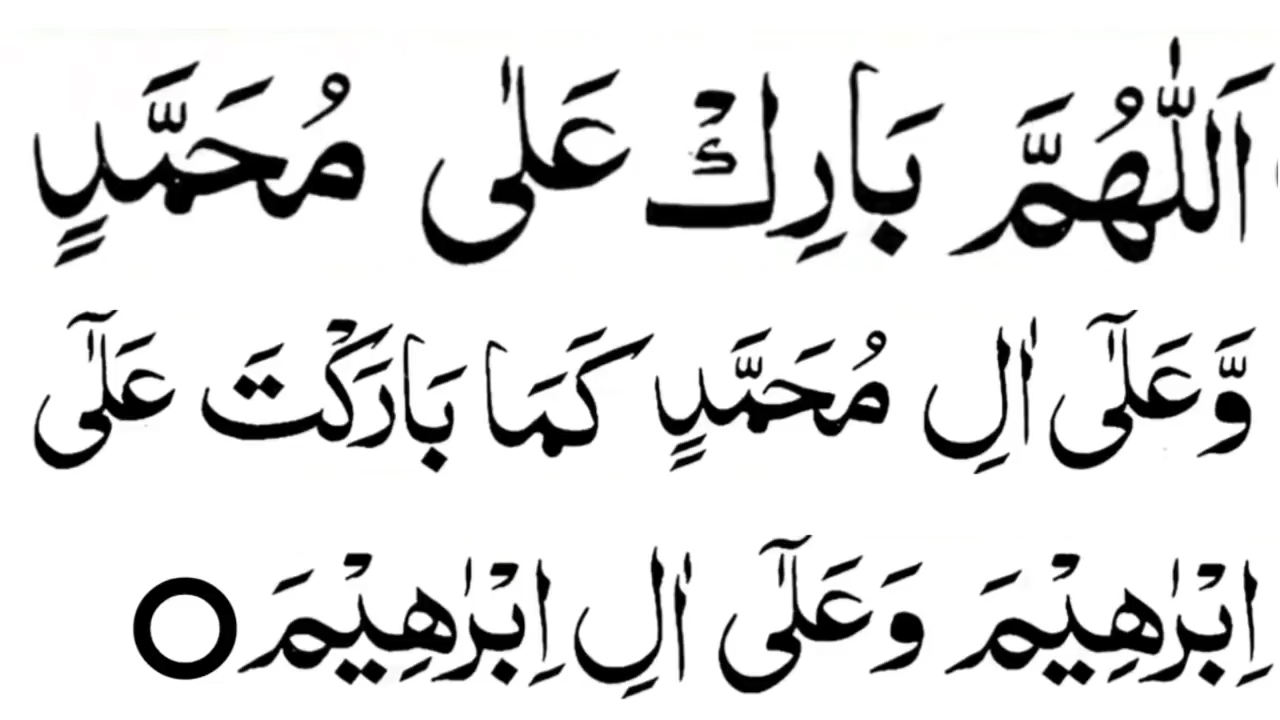 اَللّٰهُمَّ بَارِكْ عَلٰى مُحَمَّدٍ
وَّعَلٰٓى اٰلِ مُحَمَّدٍ كَمَا بَارَكْتَ عَلٰٓى
اِبْرٰهِيْمَ وَعَلٰٓى اٰلِ اِبْرٰهِيْمَ ○